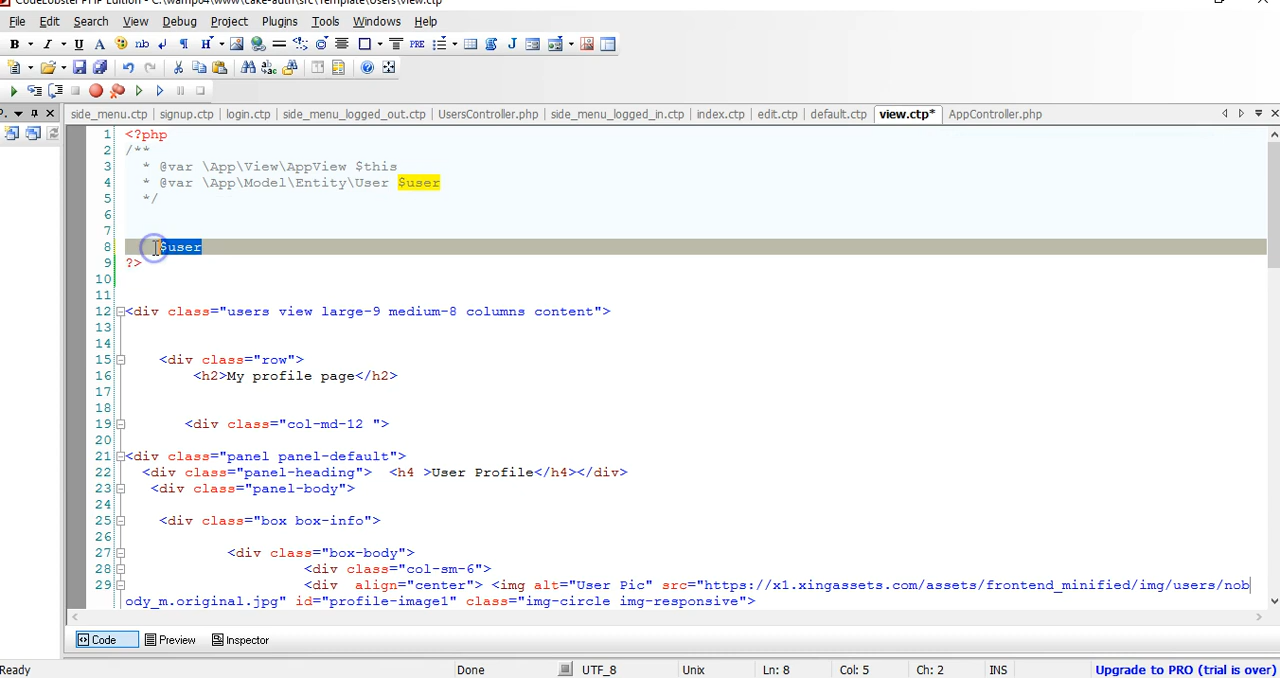 CodeLobster PHP Edition - C:\wamp64\www\cake-auth\src\Template\Users\view.ctp
File Edit Search View Debug Project Plugins Tools Windows Help
B I U A nb H PRE J
P.
side_menu.ctp signup.ctp login.ctp side_menu_logged_out.ctp UsersController.php side_menu_logged_in.ctp index.ctp edit.ctp default.ctp view.ctp* AppController.php
1 <?php
2 /**
3 * @var \App\View\AppView $this
4 * @var \App\Model\Entity\User $user
5 */
6
7
8 $user
9 ?>
10
11
12 <div class="users view large-9 medium-8 columns content">
13
14
15 <div class="row">
16 <h2>My profile page</h2>
17
18
19 <div class="col-md-12 ">
20
21 <div class="panel panel-default">
22 <div class="panel-heading"> <h4 >User Profile</h4></div>
23 <div class="panel-body">
24
25 <div class="box box-info">
26
27 <div class="box-body">
28 <div class="col-sm-6">
29 <div align="center"> <img alt="User Pic" src="https://x1.xingassets.com/assets/frontend_minified/img/users/nob
ody_m.original.jpg" id="profile-image1" class="img-circle img-responsive">
Code Preview Inspector
Ready Done UTF_8 Unix Ln: 8 Col: 5 Ch: 2 INS Upgrade to PRO (trial is over)